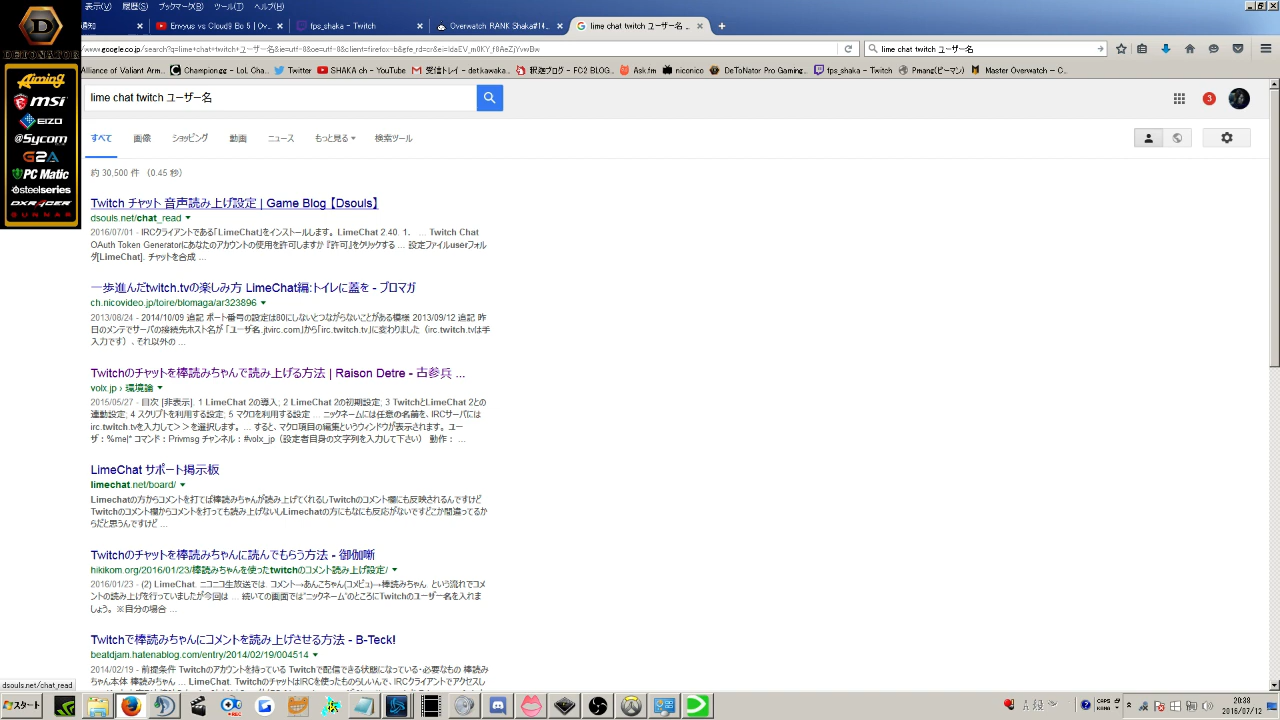 表示(V) 履歴(S) ブックマーク(B) ツール(T) ヘルプ(H)
Envyus vs Cloud9 Bo 5 | Ov...
fps_shaka - Twitch
Overwatch RANK Shaka#14...
lime chat twitch ユーザー名 ...
lime chat twitch ユーザー名
Alliance of Valiant Arm...
Championgg - LoL Cha...
Twitter
SHAKA ch - YouTube
Ask.fm
niconico
DetonatioN Pro Gaming...
fps_shaka - Twitch
Pmang(ピーマン)
Master Overwatch - C...
DETONATOR
Aiming
msi
EIZO
@Sycom
G2A
PC Matic
steelseries
DXRACER
GUNNAR
lime chat twitch ユーザー名
3
すべて 画像 ショッピング 動画 ニュース もっと見る 検索ツール
約 30,500 件 (0.45 秒)
Twitch チャット 音声読み上げ設定 | Game Blog 【Dsouls】
dsouls.net/chat_read
2016/07/01 - IRCクライアントである「LimeChat」をインストールします。 LimeChat 2.40. 1. ... Twitch Chat
OAuth Token Generatorにあなたのアカウントの使用を許可しますか 『許可』をクリックする ... 設定ファイルuserフォル
ダ[LimeChat]. チャットを合成 ...
一歩進んだtwitch.tvの楽しみ方 LimeChat編:トイレに蓋を - ブロマガ
ch.nicovideo.jp/toire/blomaga/ar323896
2013/08/24 - 2014/10/09 追記 ポート番号の設定は80にしないとつながらないことがある模様 2013/09/12 追記 昨
日のメンテでサーバの接続先ホスト名が 「ユーザ名.jtvirc.com」から「irc.twitch.tv」に変わりました（irc.twitch.tvは手
入力です）、それ以外の ...
Twitchのチャットを棒読みちゃんで読み上げる方法 | Raison Detre - 古参兵 ...
volx.jp › 環境論
2015/05/27 - 目次 [非表示]. 1 LimeChat 2の導入; 2 LimeChat 2の初期設定; 3 TwitchとLimeChat 2との
連動設定; 4 スクリプトを利用する設定; 5 マクロを利用する設定 ... ニックネームには任意の名前を、IRCサーバには
irc.twitch.tvを入力して＞＞を選択します。 ... すると、マクロ項目の編集というウィンドウが表示されます。 ユー
ザ：%me|* コマンド：Privmsg チャンネル：#volx_jp（設定者自身の文字列を入力して下さい） 動作： ...
LimeChat サポート掲示板
limechat.net/board/
Limechatの方からコメントを打てば棒読みちゃんが読み上げてくれるしTwitchのコメント欄にも反映されるんですけど
Twitchのコメント欄からコメントを打っても読み上げないしLimechatの方にもなにも反応がないですどこか間違ってるか
らだと思うんですけど ...
Twitchのチャットを棒読みちゃんに読んでもらう方法 - 御伽噺
hikikom.org/2016/01/23/棒読みちゃんを使ったtwitchのコメント読み上げ設定/
2016/01/23 - (2) LimeChat. ニコニコ生放送では. コメント→あんこちゃん(コメビュ)→棒読みちゃん. という流れでコメ
ントの読み上げを行っていましたが今回は ... 続いての画面では“ニックネーム”のところにTwitchのユーザー名を入れま
しょう。 ※自分の場合 ...
Twitchで棒読みちゃんにコメントを読み上げさせる方法 - B-Teck!
beatdjam.hatenablog.com/entry/2014/02/19/004514
2014/02/19 - 前提条件 Twitchのアカウントを持っている Twitchで配信できる状態になっている・必要なもの 棒読み
ちゃん本体 棒読みちゃん ... LimeChat. TwitchのチャットはIRCを使ったものらしいんで、IRCクライアントでアクセスし
dsouls.net/chat_read
スタート
20:38
2016/07/12